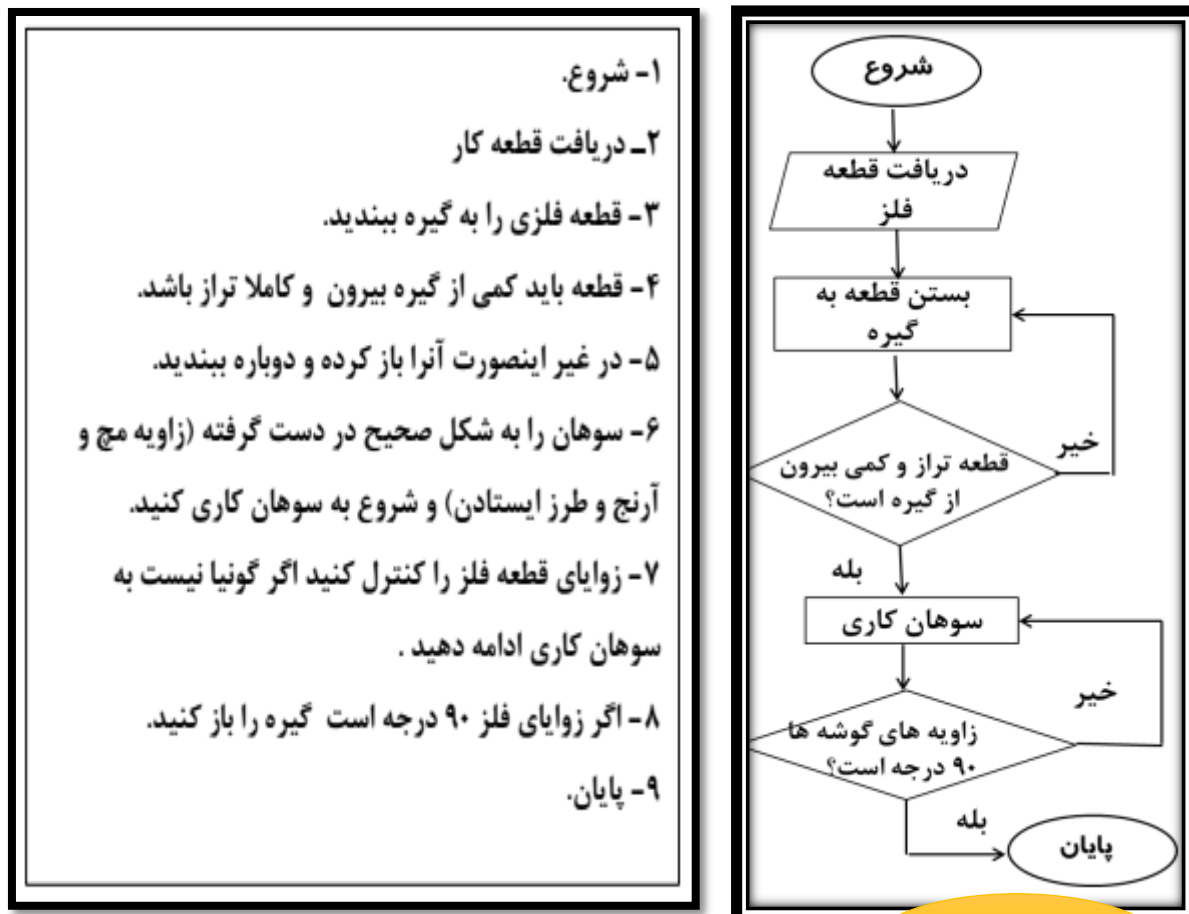 ۱- شروع.
۲- دریافت قطعه کار
۳- قطعه فلزی را به گیره ببندید.
۴- قطعه باید کمی از گیره بیرون و کاملا تراز باشد.
۵- در غیر اینصورت آنرا باز کرده و دوباره ببندید.
۶- سوهان را به شکل صحیح در دست گرفته (زاویه مچ و
آرنج و طرز ایستادن) و شروع به سوهان کاری کنید.
۷- زوایای قطعه فلز را کنترل کنید اگر گونیا نیست به
سوهان کاری ادامه دهید .
۸- اگر زوایای فلز ۹۰ درجه است گیره را باز کنید.
۹- پایان.
شروع
دریافت قطعه
فلز
بستن قطعه به
گیره
قطعه تراز و کمی بیرون
از گیره است؟
خیر
بله
سوهان کاری
زاویه های گوشه ها
۹۰ درجه است؟
خیر
بله
پایان